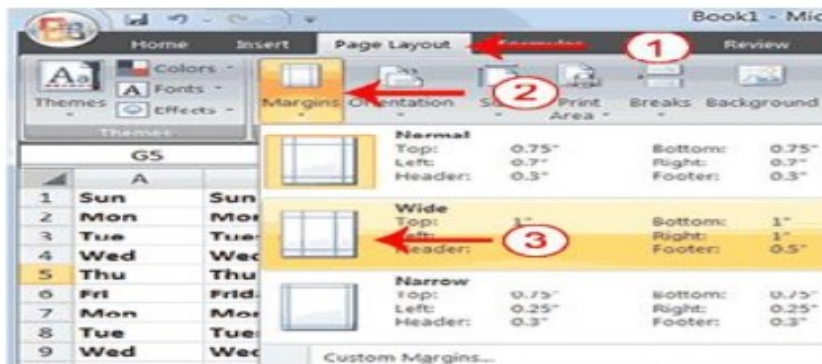 Book1 - Mic
Home Insert Page Layout Formulas 1 Review
Colors
Aa A Fonts 2
Themes Effects Margins Orientation Print Area Breaks Background
Themes
G5
Normal
Top: 0.75" Bottom: 0.75"
Left: 0.7" Right: 0.7"
Header: 0.3" Footer: 0.3"
Wide
Top: 1" Bottom: 1"
Right: 1"
Header: 3 Footer: 0.5"
Narrow
Top: 0.75" Bottom: 0.75"
Left: 0.25" Right: 0.25"
Header: 0.3" Footer: 0.3"
Custom Margins...
A
1 Sun Sun
2 Mon Mon
3 Tue Tue
4 Wed Wed
5 Thu Thu
6 Fri Frid
7 Mon Mon
8 Tue Tue
9 Wed Wed